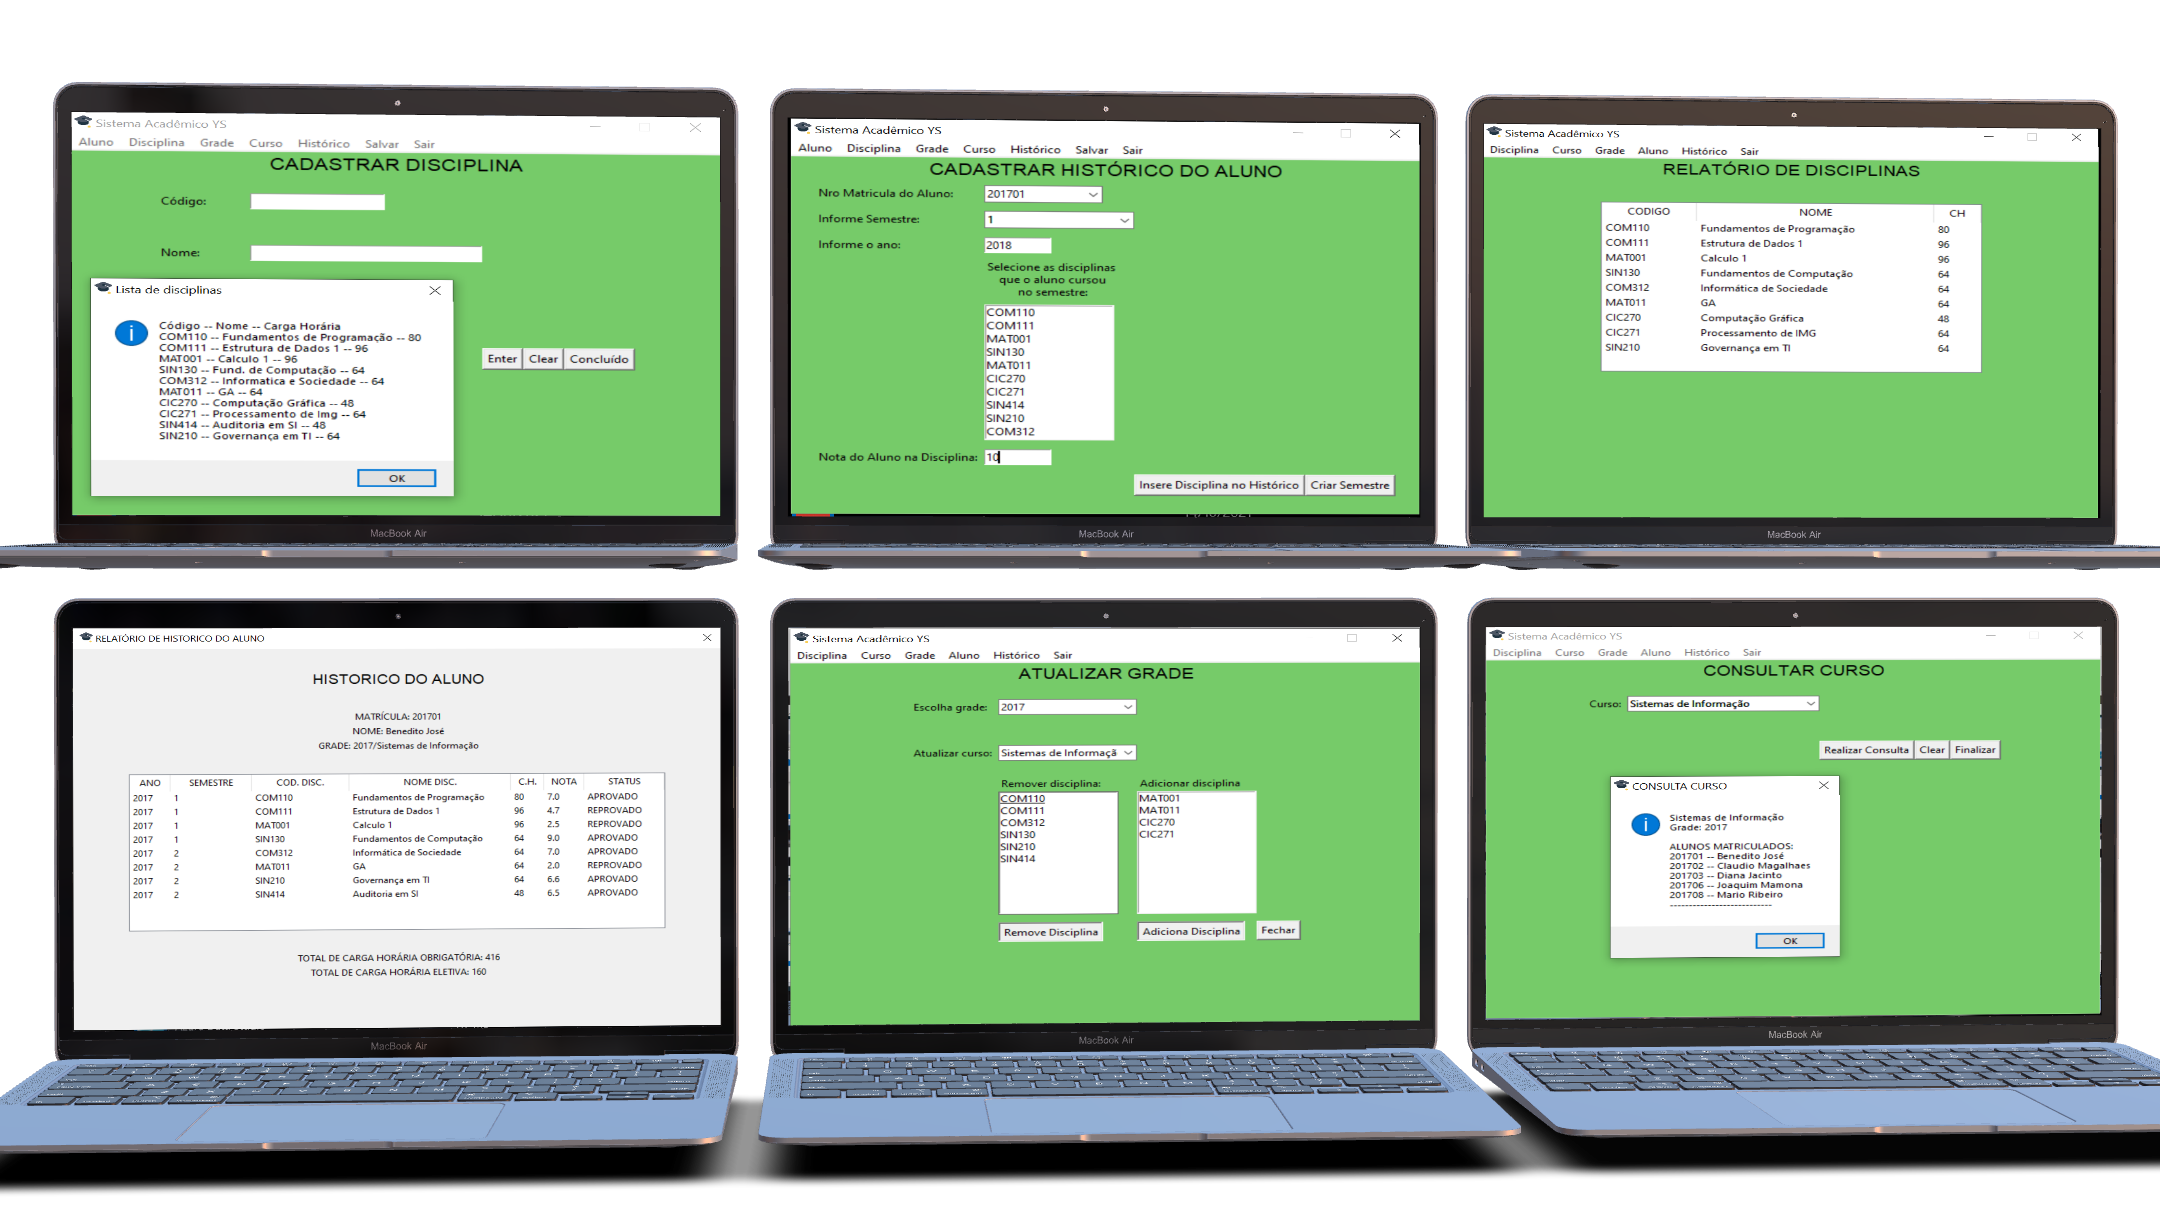 Sistema Acadêmico YS
Aluno Disciplina Grade Curso Histórico Salvar Sair
CADASTRAR DISCIPLINA
Código:
Nome:
Lista de disciplinas
Código -- Nome -- Carga Horária
COM110 -- Fundamentos de Programação -- 80
COM111 -- Estrutura de Dados 1 -- 96
MAT001 -- Calculo 1 -- 96
SIN130 -- Fund. de Computação -- 64
COM312 -- Informatica e Sociedade -- 64
MAT011 -- GA -- 64
CIC270 -- Computação Gráfica -- 48
CIC271 -- Processamento de Img -- 64
SIN414 -- Auditoria em SI -- 48
SIN210 -- Governança em TI -- 64
OK
Enter Clear Concluído
MacBook Air
Sistema Acadêmico YS
Aluno Disciplina Grade Curso Histórico Salvar Sair
CADASTRAR HISTÓRICO DO ALUNO
Nro Matricula do Aluno: 201701
Informe Semestre: 1
Informe o ano: 2018
Selecione as disciplinas
que o aluno cursou
no semestre:
COM110
COM111
MAT001
SIN130
MAT011
CIC270
CIC271
SIN414
SIN210
COM312
Nota do Aluno na Disciplina: 10
Insere Disciplina no Histórico Criar Semestre
MacBook Air
Sistema Acadêmico YS
Disciplina Curso Grade Aluno Histórico Sair
RELATÓRIO DE DISCIPLINAS
CODIGO NOME CH
COM110 Fundamentos de Programação 80
COM111 Estrutura de Dados 1 96
MAT001 Calculo 1 96
SIN130 Fundamentos de Computação 64
COM312 Informática de Sociedade 64
MAT011 GA 64
CIC270 Computação Gráfica 48
CIC271 Processamento de IMG 64
SIN210 Governança em TI 64
MacBook Air
RELATÓRIO DE HISTORICO DO ALUNO
HISTORICO DO ALUNO
MATRÍCULA: 201701
NOME: Benedito José
GRADE: 2017/Sistemas de Informação
ANO SEMESTRE COD. DISC. NOME DISC. C.H. NOTA STATUS
2017 1 COM110 Fundamentos de Programação 80 7.0 APROVADO
2017 1 COM111 Estrutura de Dados 1 96 4.7 REPROVADO
2017 1 MAT001 Calculo 1 96 2.5 REPROVADO
2017 1 SIN130 Fundamentos de Computação 64 9.0 APROVADO
2017 2 COM312 Informática de Sociedade 64 7.0 APROVADO
2017 2 MAT011 GA 64 2.0 REPROVADO
2017 2 SIN210 Governança em TI 64 6.6 APROVADO
2017 2 SIN414 Auditoria em SI 48 6.5 APROVADO
TOTAL DE CARGA HORÁRIA OBRIGATÓRIA: 416
TOTAL DE CARGA HORÁRIA ELETIVA: 160
MacBook Air
Sistema Acadêmico YS
Disciplina Curso Grade Aluno Histórico Sair
ATUALIZAR GRADE
Escolha grade: 2017
Atualizar curso: Sistemas de Informaçã
Remover disciplina: Adicionar disciplina
COM110 MAT001
COM111 MAT011
COM312 CIC270
SIN130 CIC271
SIN210
SIN414
Remove Disciplina Adiciona Disciplina Fechar
MacBook Air
Sistema Acadêmico YS
Disciplina Curso Grade Aluno Histórico Sair
CONSULTAR CURSO
Curso: Sistemas de Informação
Realizar Consulta Clear Finalizar
CONSULTA CURSO
Sistemas de Informação
Grade: 2017
ALUNOS MATRICULADOS:
201701 -- Benedito José
201702 -- Claudio Magalhaes
201703 -- Diana Jacinto
201706 -- Joaquim Mamona
201708 -- Mario Ribeiro
---------------------------
OK
MacBook Air